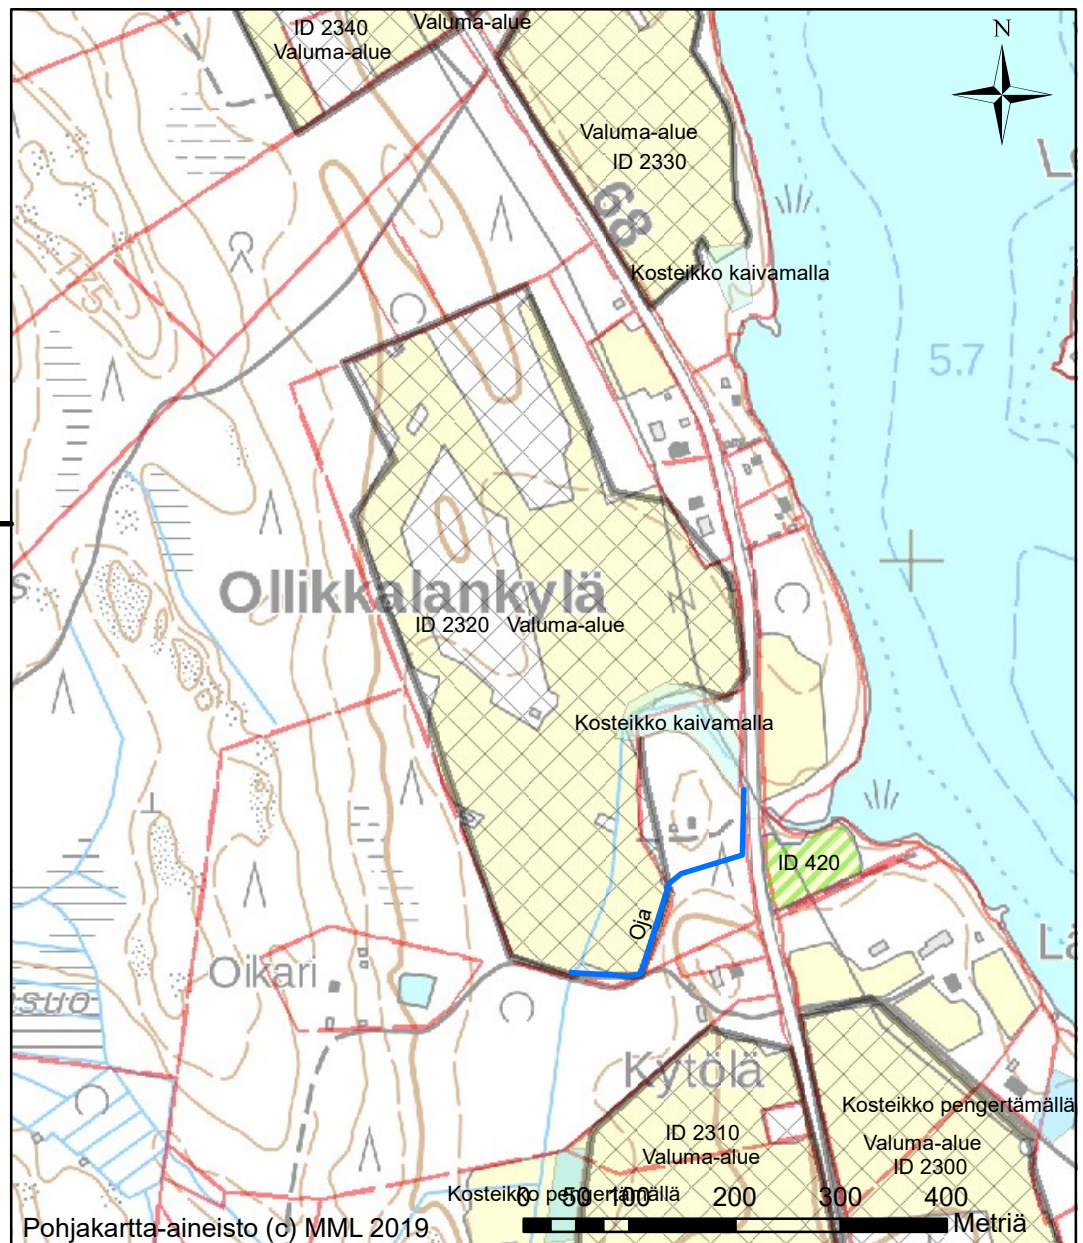 Valuma-alue
ID 2340
Valuma-alue
N
Valuma-alue
ID 2330
68
Kosteikko kaivamalla
175
5.7
Ollikkalankylä
ID 2320 Valuma-alue
Kosteikko kaivamalla
ID 420
Oja
Oikari
suo
Kytölä
Kosteikko pengertämällä
ID 2310
Valuma-alue
Valuma-alue
ID 2300
Kosteikko pengertämällä
0 50 100 200 300 400
Metriä
Pohjakartta-aineisto (c) MML 2019